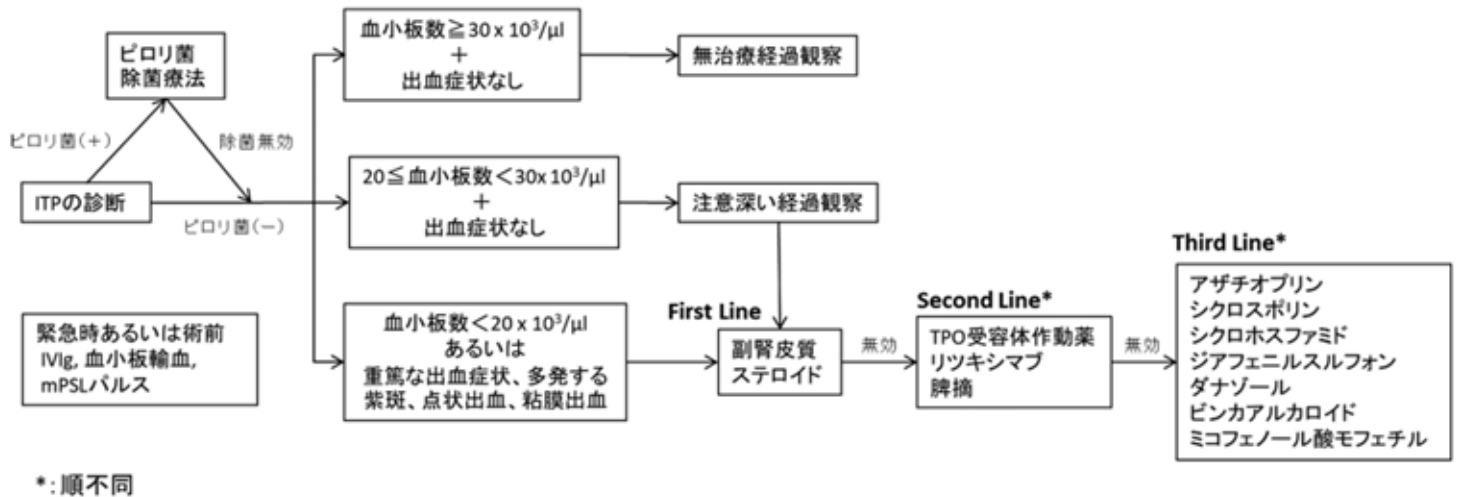 ピロリ菌
除菌療法
ピロリ菌(+)
除菌無効
ITPの診断
ピロリ菌(ー)
血小板数≧30 x 10³/μl
+
出血症状なし
無治療経過観察
20≦血小板数<30x 10³/μl
+
出血症状なし
注意深い経過観察
血小板数<20 x 10³/μl
あるいは
重篤な出血症状、多発する
紫斑、点状出血、粘膜出血
First Line
副腎皮質
ステロイド
無効
Second Line*
TPO受容体作動薬
リツキシマブ
脾摘
無効
Third Line*
アザチオプリン
シクロスポリン
シクロホスファミド
ジアフェニルスルフォン
ダナゾール
ビンカアルカロイド
ミコフェノール酸モフェチル
緊急時あるいは術前
IVIg, 血小板輸血,
mPSLパルス
*:順不同